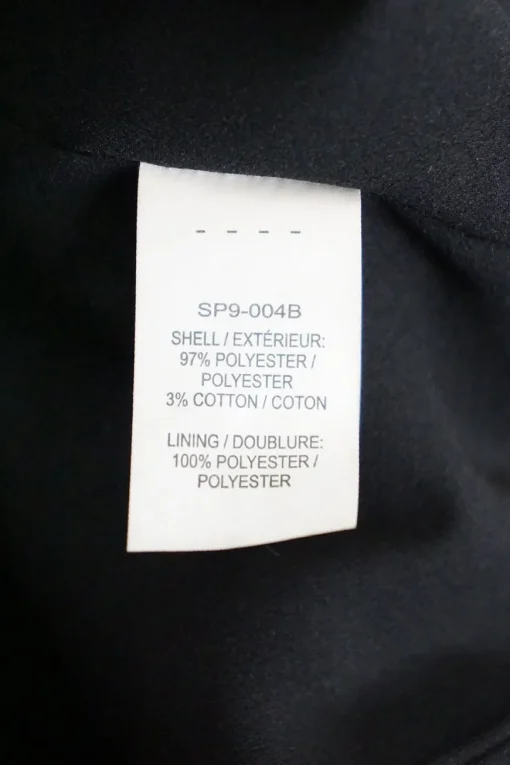 - - - -
SP9-004B
SHELL / EXTÉRIEUR:
97% POLYESTER /
POLYESTER
3% COTTON / COTON
LINING / DOUBLURE:
100% POLYESTER /
POLYESTER